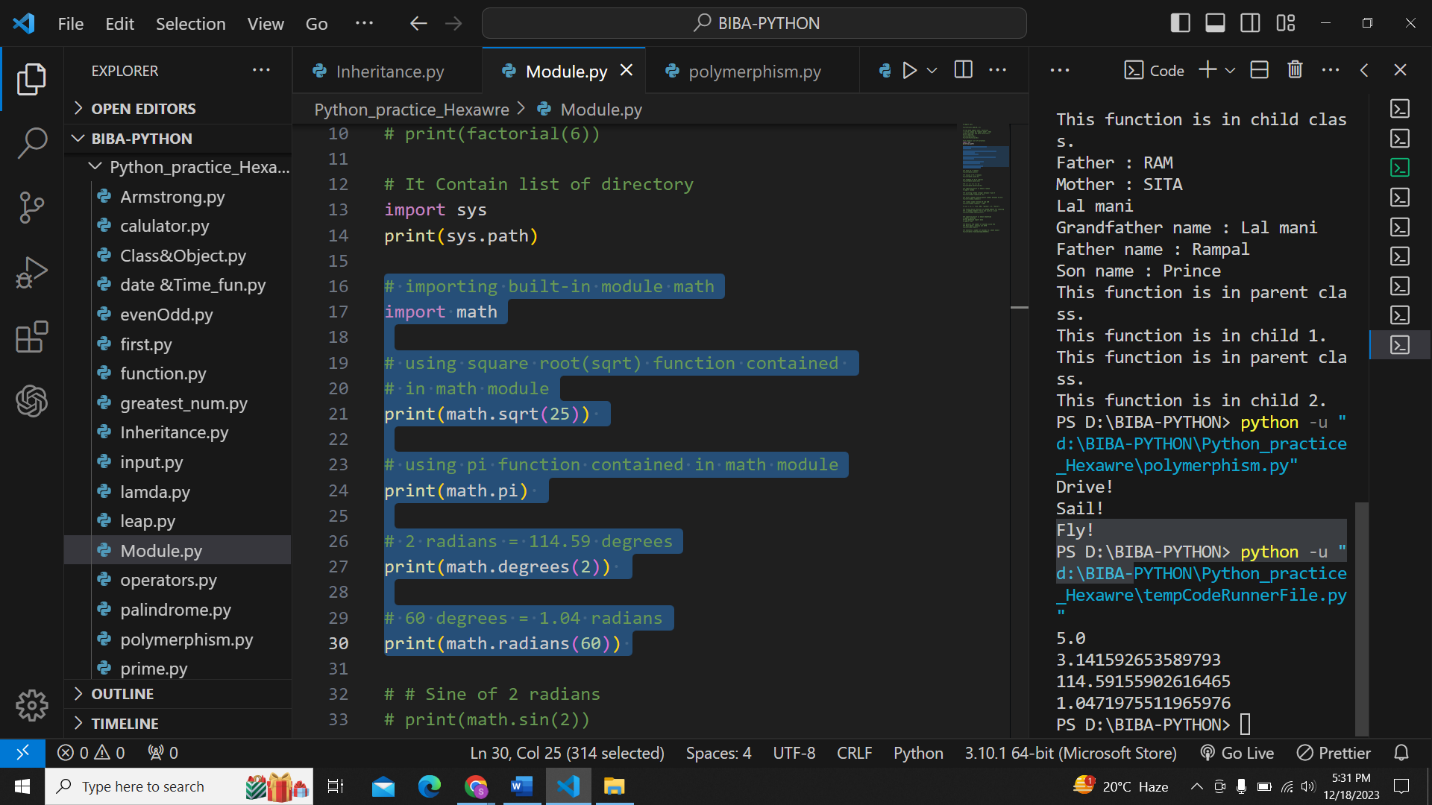 File Edit Selection View Go ···
BIBA-PYTHON
EXPLORER
OPEN EDITORS
BIBA-PYTHON
Python_practice_Hexa...
Armstrong.py
calulator.py
Class&Object.py
date &Time_fun.py
evenOdd.py
first.py
function.py
greatest_num.py
Inheritance.py
input.py
lamda.py
leap.py
Module.py
operators.py
palindrome.py
polymerphism.py
prime.py
OUTLINE
TIMELINE
Inheritance.py Module.py polymerphism.py
Python_practice_Hexawre > Module.py
10 # print(factorial(6))
11
12 # It Contain list of directory
13 import sys
14 print(sys.path)
15
16 # importing built-in module math
17 import math
18
19 # using square root(sqrt) function contained
20 # in math module
21 print(math.sqrt(25))
22
23 # using pi function contained in math module
24 print(math.pi)
25
26 # 2 radians = 114.59 degrees
27 print(math.degrees(2))
28
29 # 60 degrees = 1.04 radians
30 print(math.radians(60))
31
32 # # Sine of 2 radians
33 # print(math.sin(2))
Code
This function is in child clas
s.
Father : RAM
Mother : SITA
Lal mani
Grandfather name : Lal mani
Father name : Rampal
Son name : Prince
This function is in parent cla
ss.
This function is in child 1.
This function is in parent cla
ss.
This function is in child 2.
PS D:\BIBA-PYTHON> python -u "
d:\BIBA-PYTHON\Python_practice
_Hexawre\polymerphism.py"
Drive!
Sail!
Fly!
PS D:\BIBA-PYTHON> python -u "
d:\BIBA-PYTHON\Python_practice
_Hexawre\tempCodeRunnerFile.py
"
5.0
3.141592653589793
114.59155902616465
1.0471975511965976
PS D:\BIBA-PYTHON>
0 0 0 Ln 30, Col 25 (314 selected) Spaces: 4 UTF-8 CRLF Python 3.10.1 64-bit (Microsoft Store) Go Live Prettier
Type here to search
1 20°C Haze
5:31 PM
12/18/2023